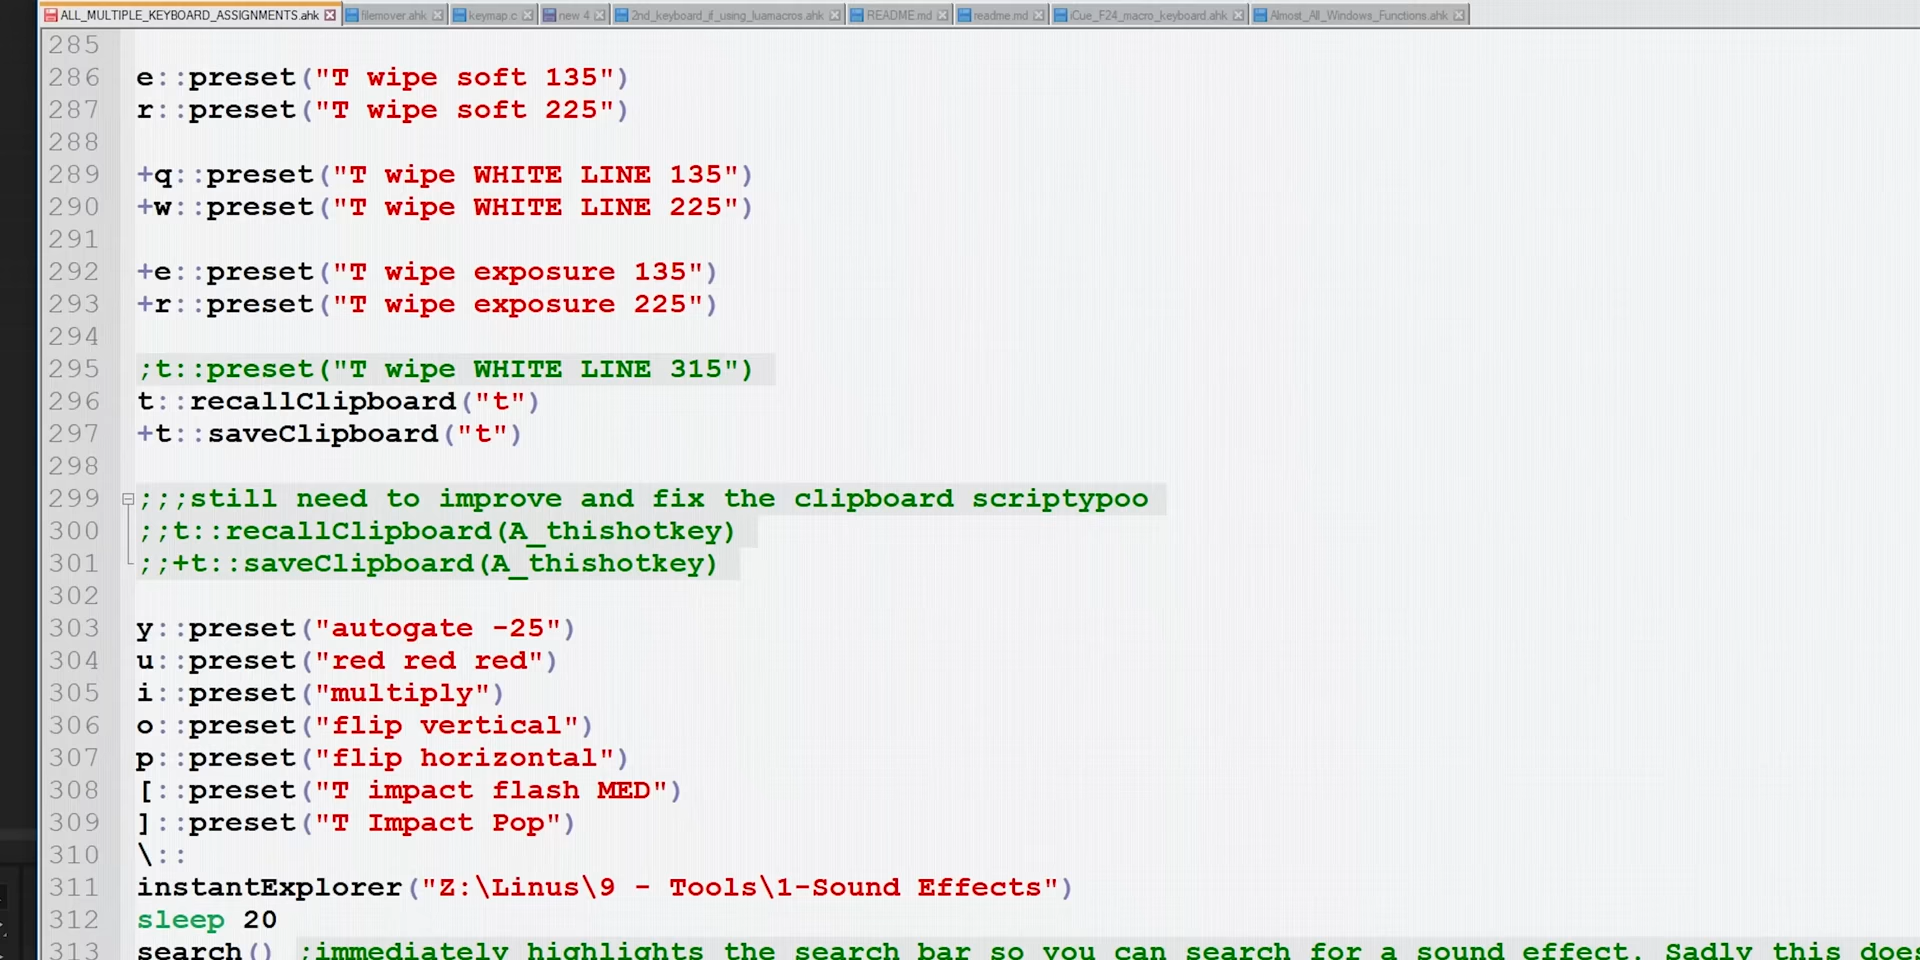 ALL_MULTIPLE_KEYBOARD_ASSIGNMENTS.ahk filemover.ahk keymap.c new 4 2nd_keyboard_if_using_luamacros.ahk README.md readme.md iCue_F24_macro_keyboard.ahk Almost_All_Windows_Functions.ahk
285
286 e::preset("T wipe soft 135")
287 r::preset("T wipe soft 225")
288
289 +q::preset("T wipe WHITE LINE 135")
290 +w::preset("T wipe WHITE LINE 225")
291
292 +e::preset("T wipe exposure 135")
293 +r::preset("T wipe exposure 225")
294
295 ;t::preset("T wipe WHITE LINE 315")
296 t::recallClipboard("t")
297 +t::saveClipboard("t")
298
299 ;;;still need to improve and fix the clipboard scriptypoo
300 ;;t::recallClipboard(A_thishotkey)
301 ;;+t::saveClipboard(A_thishotkey)
302
303 y::preset("autogate -25")
304 u::preset("red red red")
305 i::preset("multiply")
306 o::preset("flip vertical")
307 p::preset("flip horizontal")
308 [::preset("T impact flash MED")
309 ]::preset("T Impact Pop")
310 \::
311 instantExplorer("Z:\Linus\9 - Tools\1-Sound Effects")
312 sleep 20
313 search() ;immediately highlights the search bar so you can search for a sound effect. Sadly this does